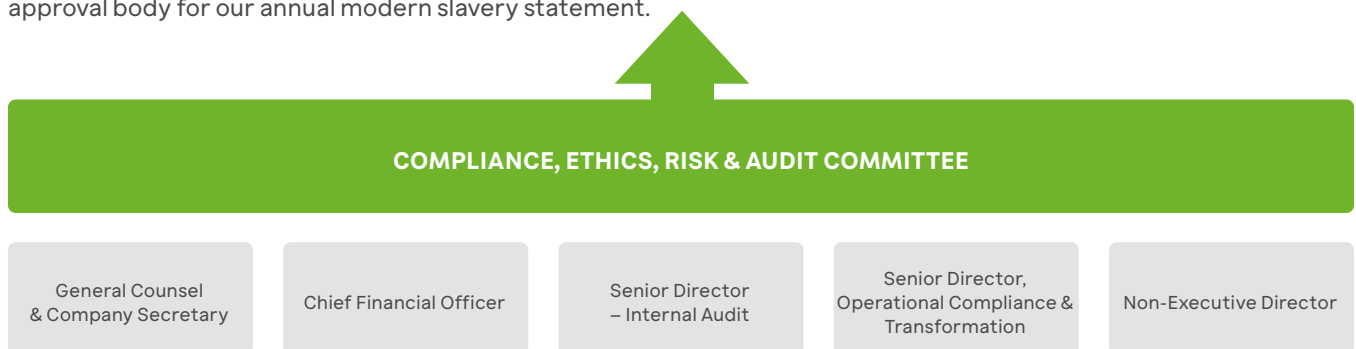 approval body for our annual modern slavery statement.
COMPLIANCE, ETHICS, RISK & AUDIT COMMITTEE
General Counsel
& Company Secretary
Chief Financial Officer
Senior Director
– Internal Audit
Senior Director,
Operational Compliance &
Transformation
Non-Executive Director